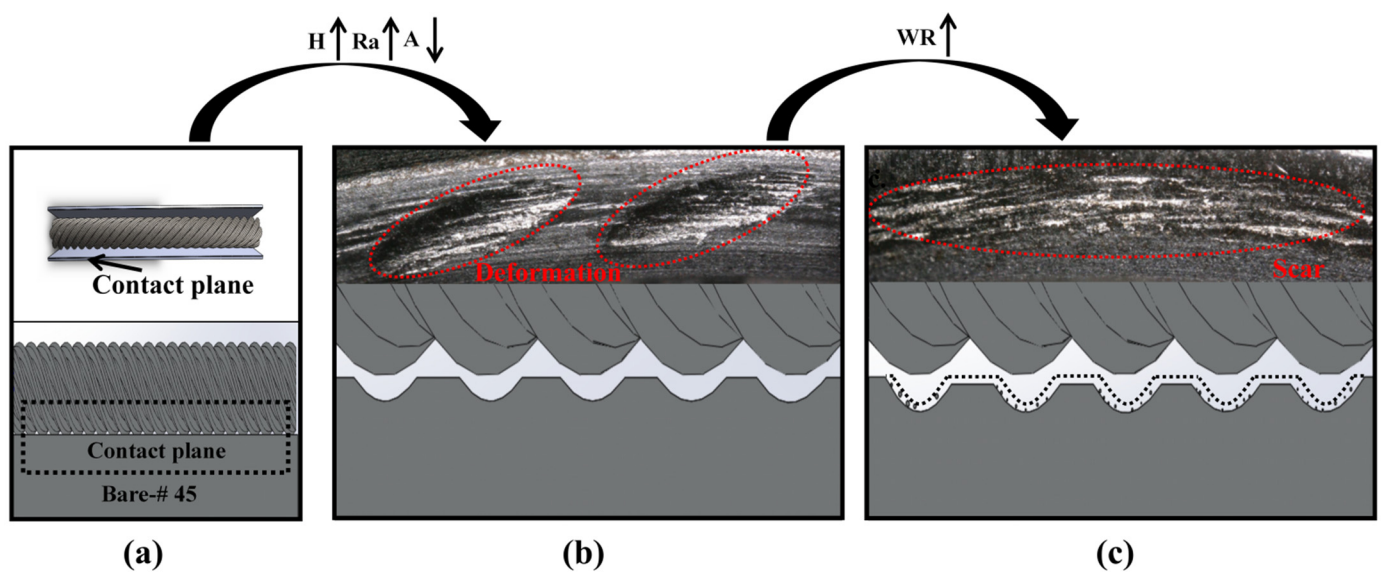 H↑ Ra↑ A↓
WR↑
Contact plane
Contact plane
Bare-# 45
Deformation
c.
Scar
(a)
(b)
(c)